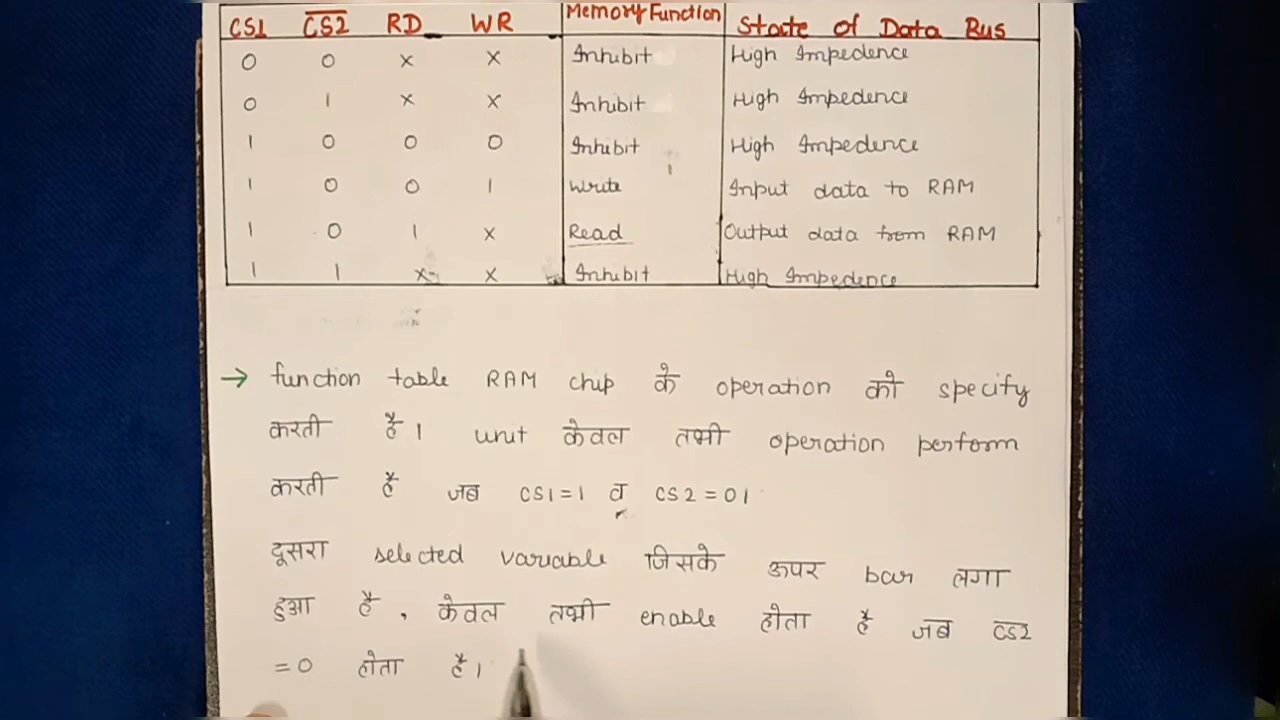 CS1 C̅S̅2̅ RD WR Memory Function State of Data Bus
0 0 x x Inhibit High Impedence
0 1 x x Inhibit High Impedence
1 0 0 0 Inhibit High Impedence
1 0 0 1 Write Input data to RAM
1 0 1 x Read Output data from RAM
1 1 x x Inhibit High Impedence
→ function table RAM chip के operation को specify
करती है। unit केवल तभी operation perform
करती है जब CS1=1 व CS2=0।
दूसरा selected variable जिसके ऊपर bar लगा
हुआ है, केवल तभी enable होता है जब C̅S̅2̅
=0 होता है।